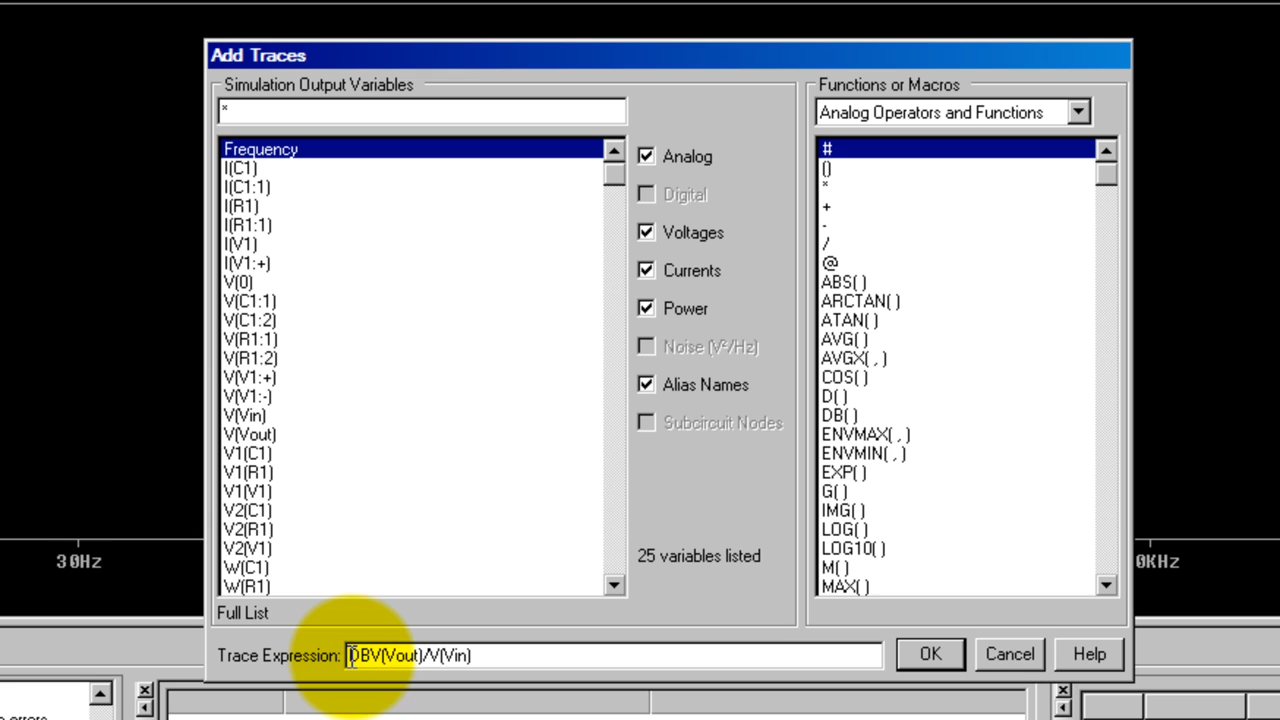 Add Traces
Simulation Output Variables
*
Frequency
I(C1)
I(C1:1)
I(R1)
I(R1:1)
I(V1)
I(V1:+)
V(0)
V(C1:1)
V(C1:2)
V(R1:1)
V(R1:2)
V(V1:+)
V(V1:-)
V(Vin)
V(Vout)
V1(C1)
V1(R1)
V1(V1)
V2(C1)
V2(R1)
V2(V1)
W(C1)
W(R1)
Full List
Analog
Digital
Voltages
Currents
Power
Noise (V²/Hz)
Alias Names
Subcircuit Nodes
25 variables listed
Functions or Macros
Analog Operators and Functions
#
()
*
+
-
/
@
ABS( )
ARCTAN( )
ATAN( )
AVG( )
AVGX( , )
COS( )
D( )
DB( )
ENVMAX( , )
ENVMIN( , )
EXP( )
G( )
IMG( )
LOG( )
LOG10( )
M( )
MAX( )
Trace Expression: DBV(Vout)/V(Vin)
OK
Cancel
Help
30Hz
0KHz